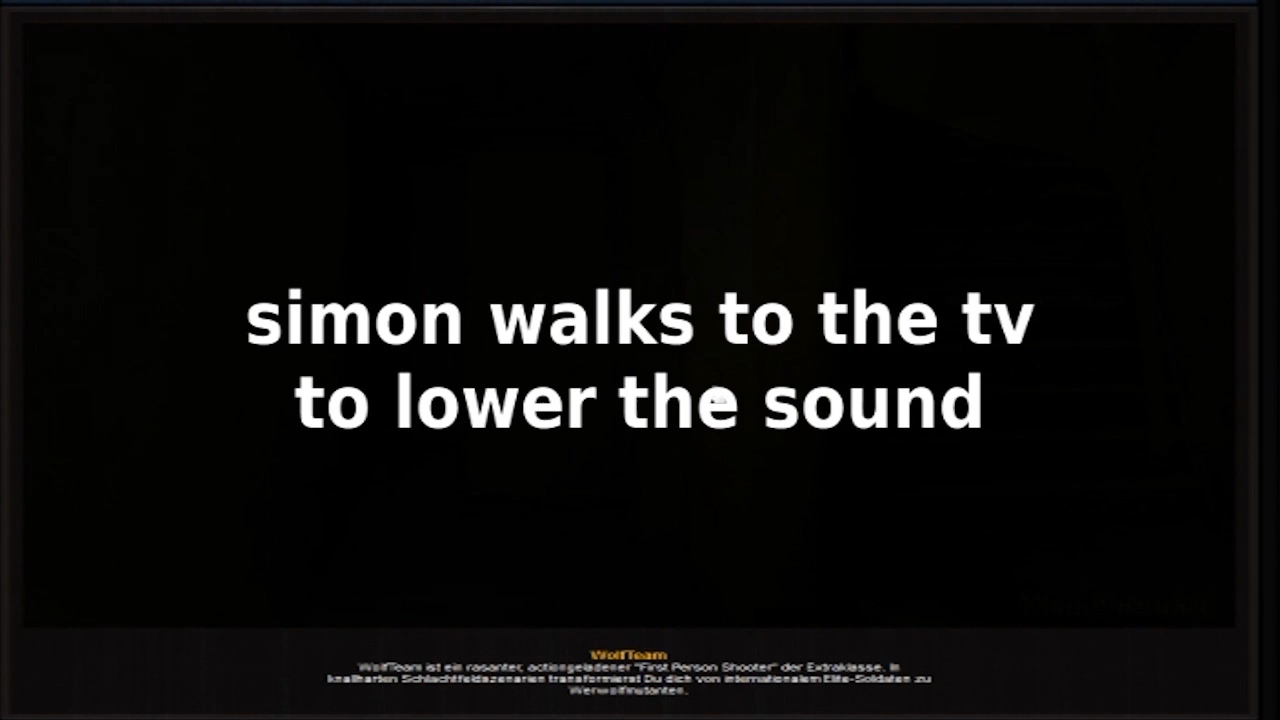 simon walks to the tv
to lower the sound
WolfTeam
WolfTeam ist ein rasanter, actiongeladener "First Person Shooter" der Extraklasse. In
knallharten Schlachtfeldszenarien transformierst Du dich von internationalem Elite-Soldaten zu
Werwolfmutanten.